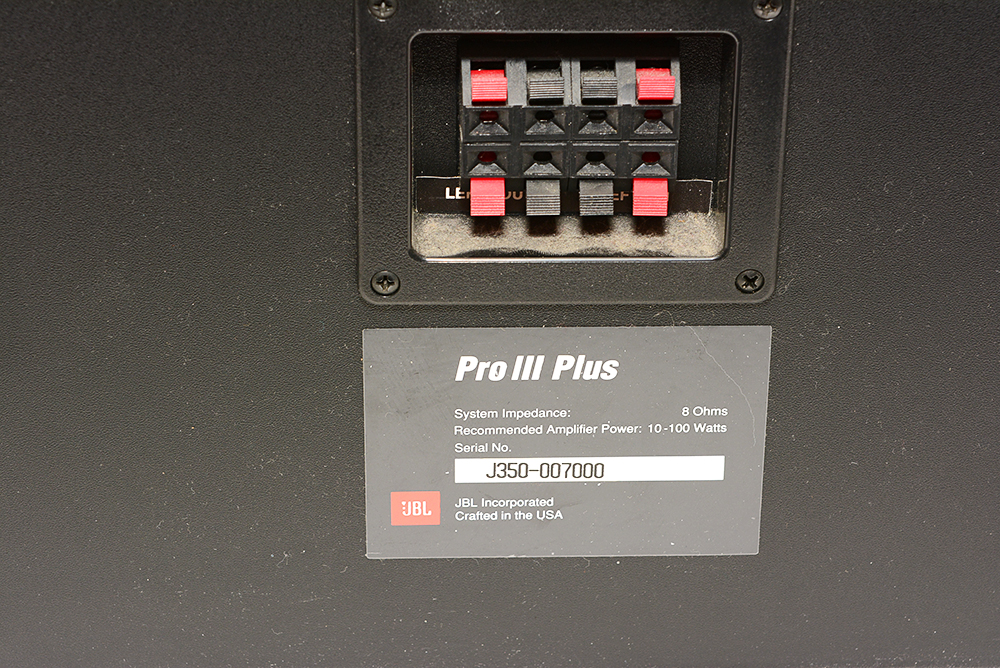 Pro III Plus
System Impedance: 8 Ohms
Recommended Amplifier Power: 10-100 Watts
Serial No.
J350-007000
JBL
JBL Incorporated
Crafted in the USA